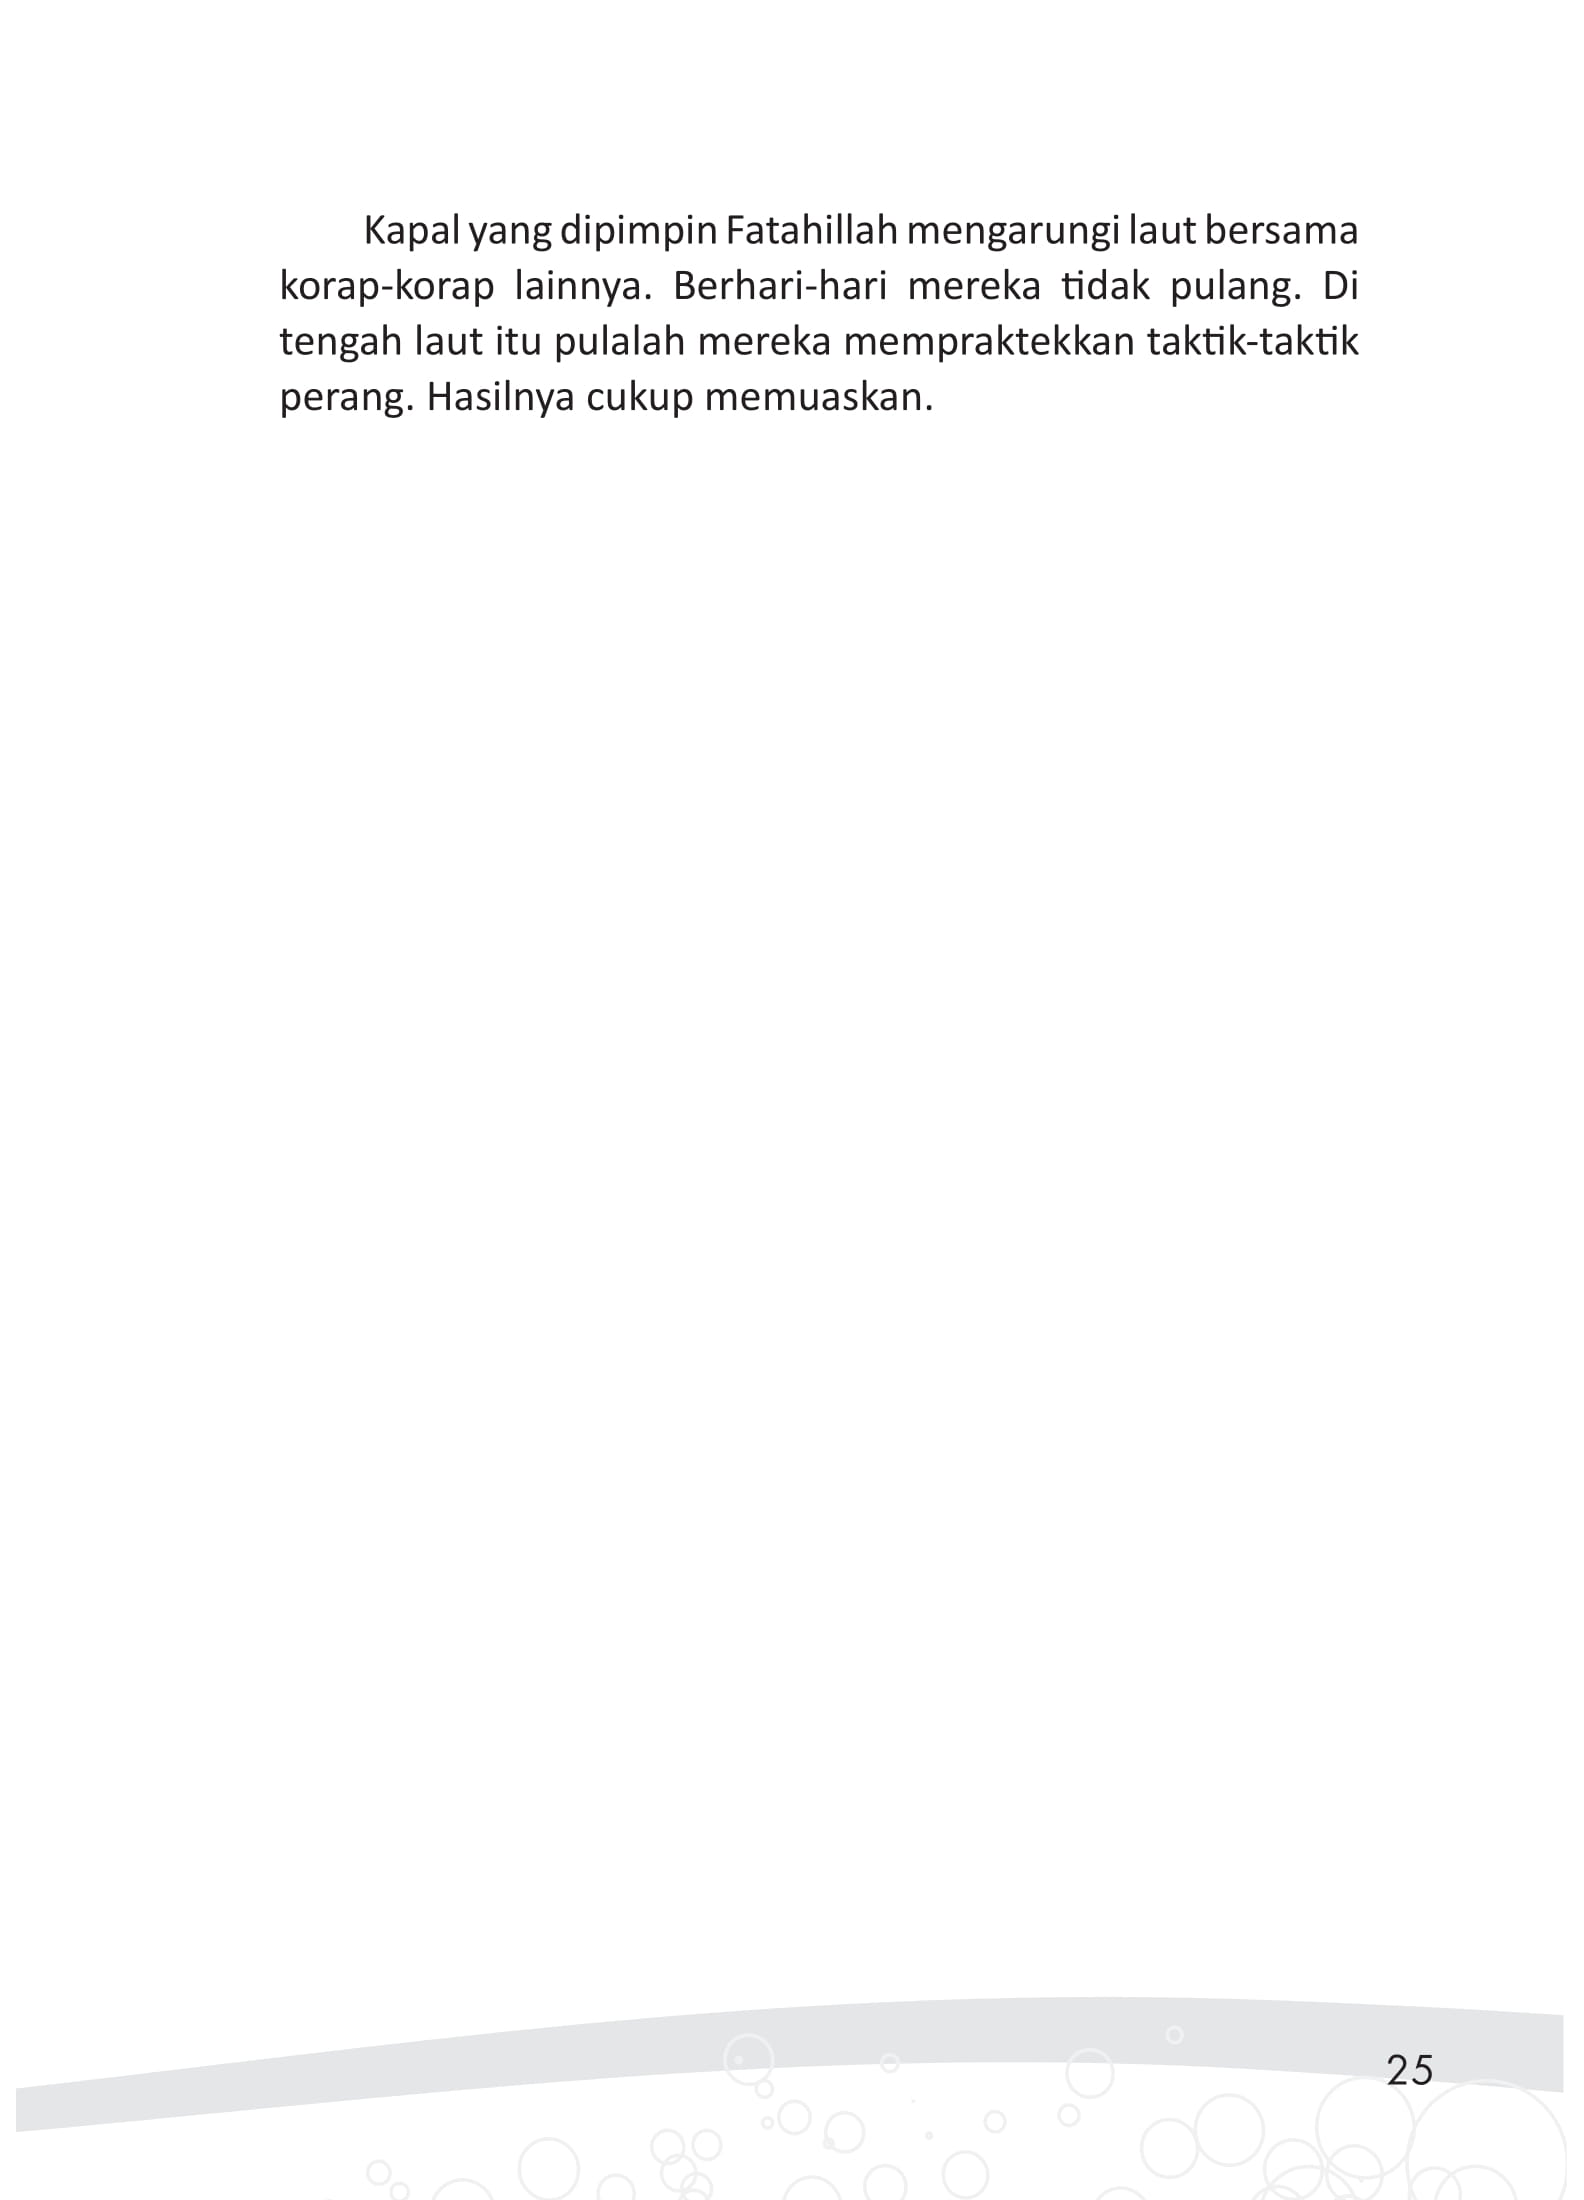 Kapal yang dipimpin Fatahillah mengarungi laut bersama
korap-korap lainnya. Berhari-hari mereka tidak pulang. Di
tengah laut itu pulalah mereka mempraktekkan taktik-taktik
perang. Hasilnya cukup memuaskan.
25